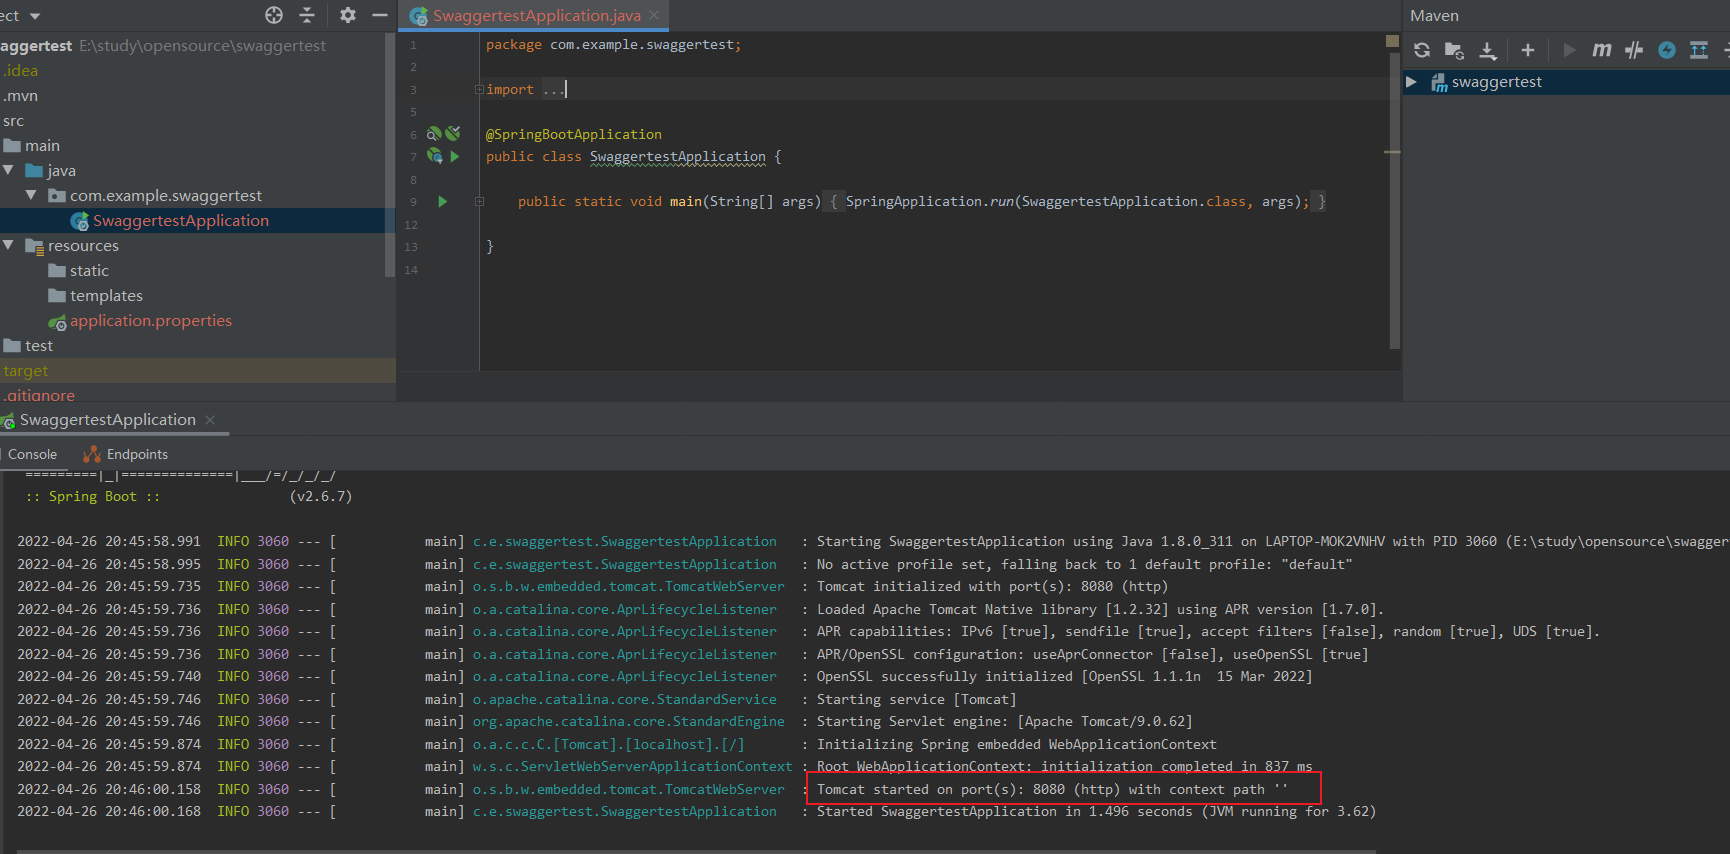 ect
aggertest E:\study\opensource\swaggertest
.idea
.mvn
src
main
java
com.example.swaggertest
SwaggertestApplication
resources
static
templates
application.properties
test
target
.gitignore
SwaggertestApplication.java
1 package com.example.swaggertest;
2
3 import ...
5
6 @SpringBootApplication
7 public class SwaggertestApplication {
8
9 public static void main(String[] args) { SpringApplication.run(SwaggertestApplication.class, args); }
12
13 }
14
Maven
swaggertest
SwaggertestApplication
Console Endpoints
=========|_|==============|___/=/_/_/_/
:: Spring Boot :: (v2.6.7)
2022-04-26 20:45:58.991 INFO 3060 --- [ main] c.e.swaggertest.SwaggertestApplication : Starting SwaggertestApplication using Java 1.8.0_311 on LAPTOP-MOK2VNHV with PID 3060 (E:\study\opensource\swagger
2022-04-26 20:45:58.995 INFO 3060 --- [ main] c.e.swaggertest.SwaggertestApplication : No active profile set, falling back to 1 default profile: "default"
2022-04-26 20:45:59.735 INFO 3060 --- [ main] o.s.b.w.embedded.tomcat.TomcatWebServer : Tomcat initialized with port(s): 8080 (http)
2022-04-26 20:45:59.736 INFO 3060 --- [ main] o.a.catalina.core.AprLifecycleListener : Loaded Apache Tomcat Native library [1.2.32] using APR version [1.7.0].
2022-04-26 20:45:59.736 INFO 3060 --- [ main] o.a.catalina.core.AprLifecycleListener : APR capabilities: IPv6 [true], sendfile [true], accept filters [false], random [true], UDS [true].
2022-04-26 20:45:59.736 INFO 3060 --- [ main] o.a.catalina.core.AprLifecycleListener : APR/OpenSSL configuration: useAprConnector [false], useOpenSSL [true]
2022-04-26 20:45:59.740 INFO 3060 --- [ main] o.a.catalina.core.AprLifecycleListener : OpenSSL successfully initialized [OpenSSL 1.1.1n 15 Mar 2022]
2022-04-26 20:45:59.746 INFO 3060 --- [ main] o.apache.catalina.core.StandardService : Starting service [Tomcat]
2022-04-26 20:45:59.746 INFO 3060 --- [ main] org.apache.catalina.core.StandardEngine : Starting Servlet engine: [Apache Tomcat/9.0.62]
2022-04-26 20:45:59.874 INFO 3060 --- [ main] o.a.c.c.C.[Tomcat].[localhost].[/] : Initializing Spring embedded WebApplicationContext
2022-04-26 20:45:59.874 INFO 3060 --- [ main] w.s.c.ServletWebServerApplicationContext : Root WebApplicationContext: initialization completed in 837 ms
2022-04-26 20:46:00.158 INFO 3060 --- [ main] o.s.b.w.embedded.tomcat.TomcatWebServer : Tomcat started on port(s): 8080 (http) with context path ''
2022-04-26 20:46:00.168 INFO 3060 --- [ main] c.e.swaggertest.SwaggertestApplication : Started SwaggertestApplication in 1.496 seconds (JVM running for 3.62)